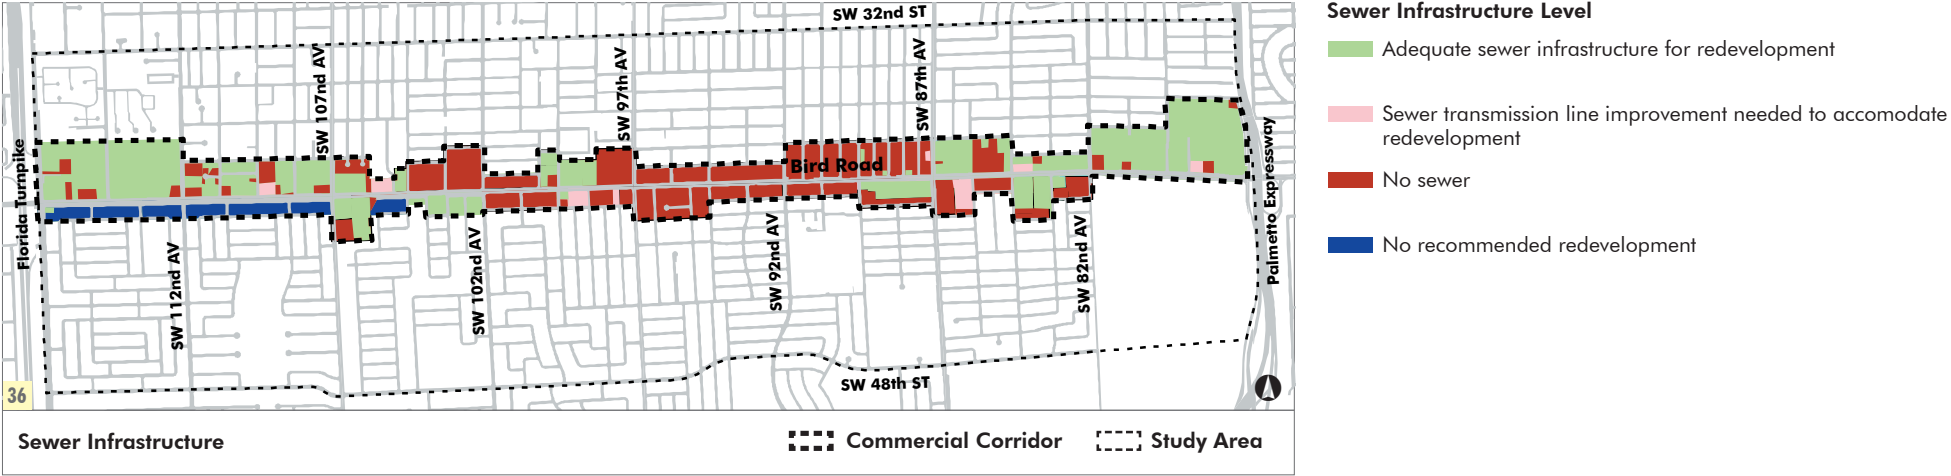 SW 32nd ST
SW 107nd AV
SW 97th AV
SW 87th AV
Bird Road
Florida Turnpike
Palmetto Expressway
SW 112nd AV
SW 102nd AV
SW 92nd AV
SW 82nd AV
SW 48th ST
36
Sewer Infrastructure
Commercial Corridor
Study Area
Sewer Infrastructure Level
Adequate sewer infrastructure for redevelopment
Sewer transmission line improvement needed to accomodate
redevelopment
No sewer
No recommended redevelopment